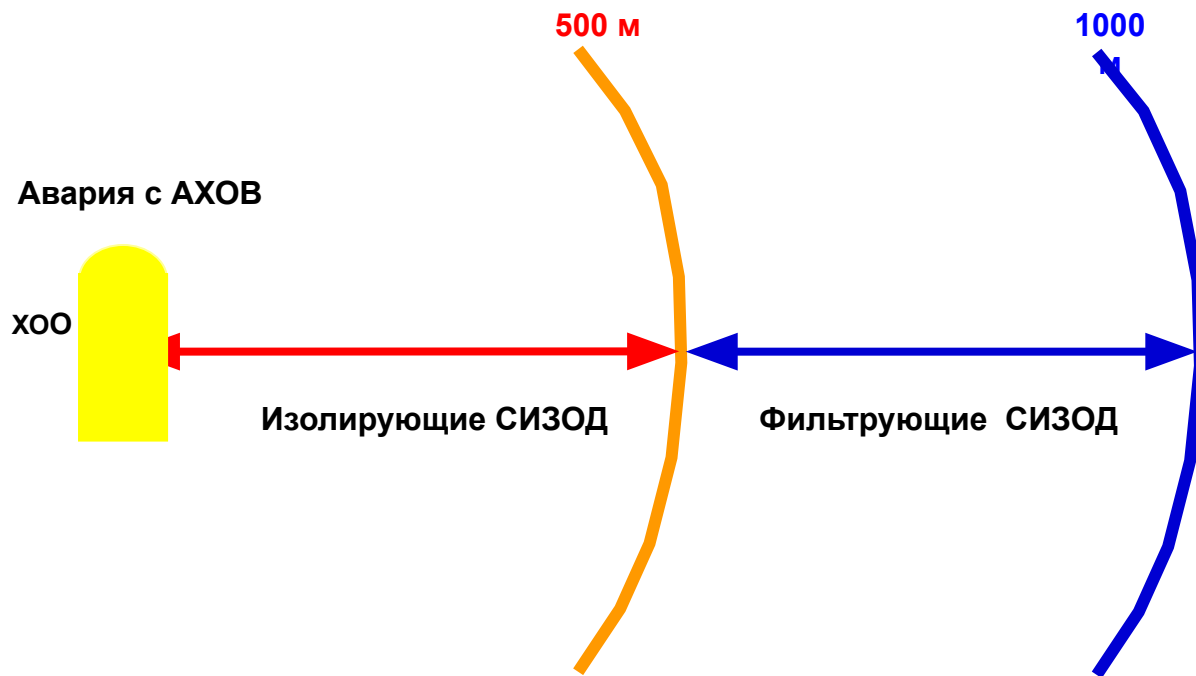 500 м
1000
м
Авария с АХОВ
ХОО
Изолирующие СИЗОД
Фильтрующие СИЗОД